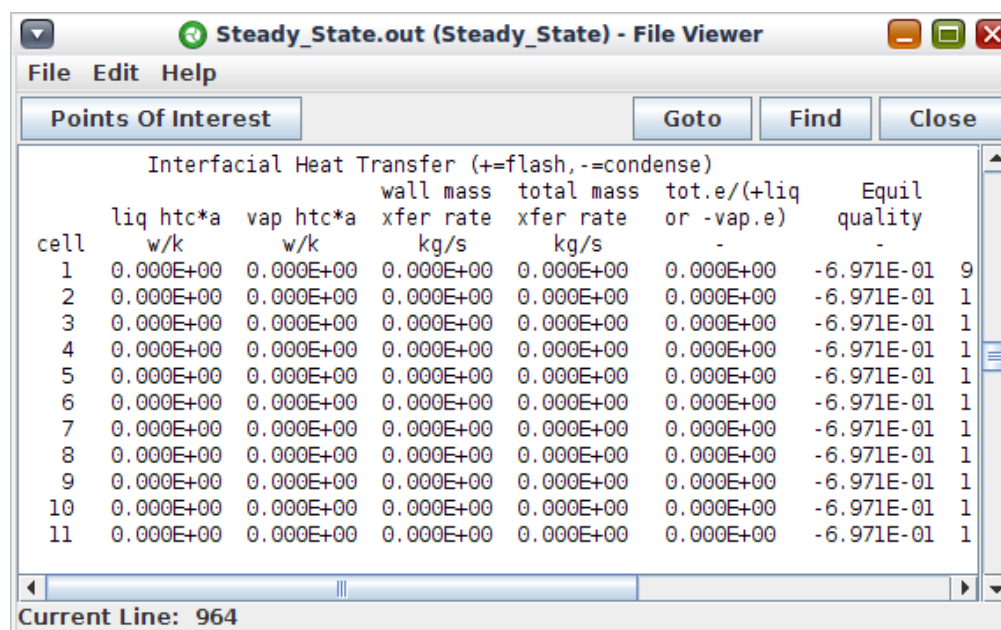 Steady_State.out (Steady_State) - File Viewer
File Edit Help
Points Of Interest Goto Find Close
Interfacial Heat Transfer (+=flash,-=condense)
wall mass total mass tot.e/(+liq Equil
liq htc*a vap htc*a xfer rate xfer rate or -vap.e) quality
cell w/k w/k kg/s kg/s - -
1 0.000E+00 0.000E+00 0.000E+00 0.000E+00 0.000E+00 -6.971E-01 9
2 0.000E+00 0.000E+00 0.000E+00 0.000E+00 0.000E+00 -6.971E-01 1
3 0.000E+00 0.000E+00 0.000E+00 0.000E+00 0.000E+00 -6.971E-01 1
4 0.000E+00 0.000E+00 0.000E+00 0.000E+00 0.000E+00 -6.971E-01 1
5 0.000E+00 0.000E+00 0.000E+00 0.000E+00 0.000E+00 -6.971E-01 1
6 0.000E+00 0.000E+00 0.000E+00 0.000E+00 0.000E+00 -6.971E-01 1
7 0.000E+00 0.000E+00 0.000E+00 0.000E+00 0.000E+00 -6.971E-01 1
8 0.000E+00 0.000E+00 0.000E+00 0.000E+00 0.000E+00 -6.971E-01 1
9 0.000E+00 0.000E+00 0.000E+00 0.000E+00 0.000E+00 -6.971E-01 1
10 0.000E+00 0.000E+00 0.000E+00 0.000E+00 0.000E+00 -6.971E-01 1
11 0.000E+00 0.000E+00 0.000E+00 0.000E+00 0.000E+00 -6.971E-01 1
Current Line: 964